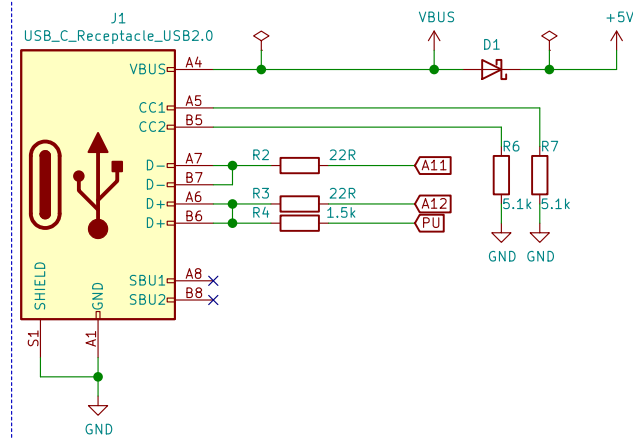 J1
USB_C_Receptacle_USB2.0
VBUS
+5V
D1
VBUS A4
CC1 A5
CC2 B5
D- A7
D- B7
D+ A6
D+ B6
R2 22R A11
R3 22R A12
R4 1.5k PU
R6 5.1k
R7 5.1k
GND GND
SBU1 A8
SBU2 B8
SHIELD
GND
S1
A1
GND